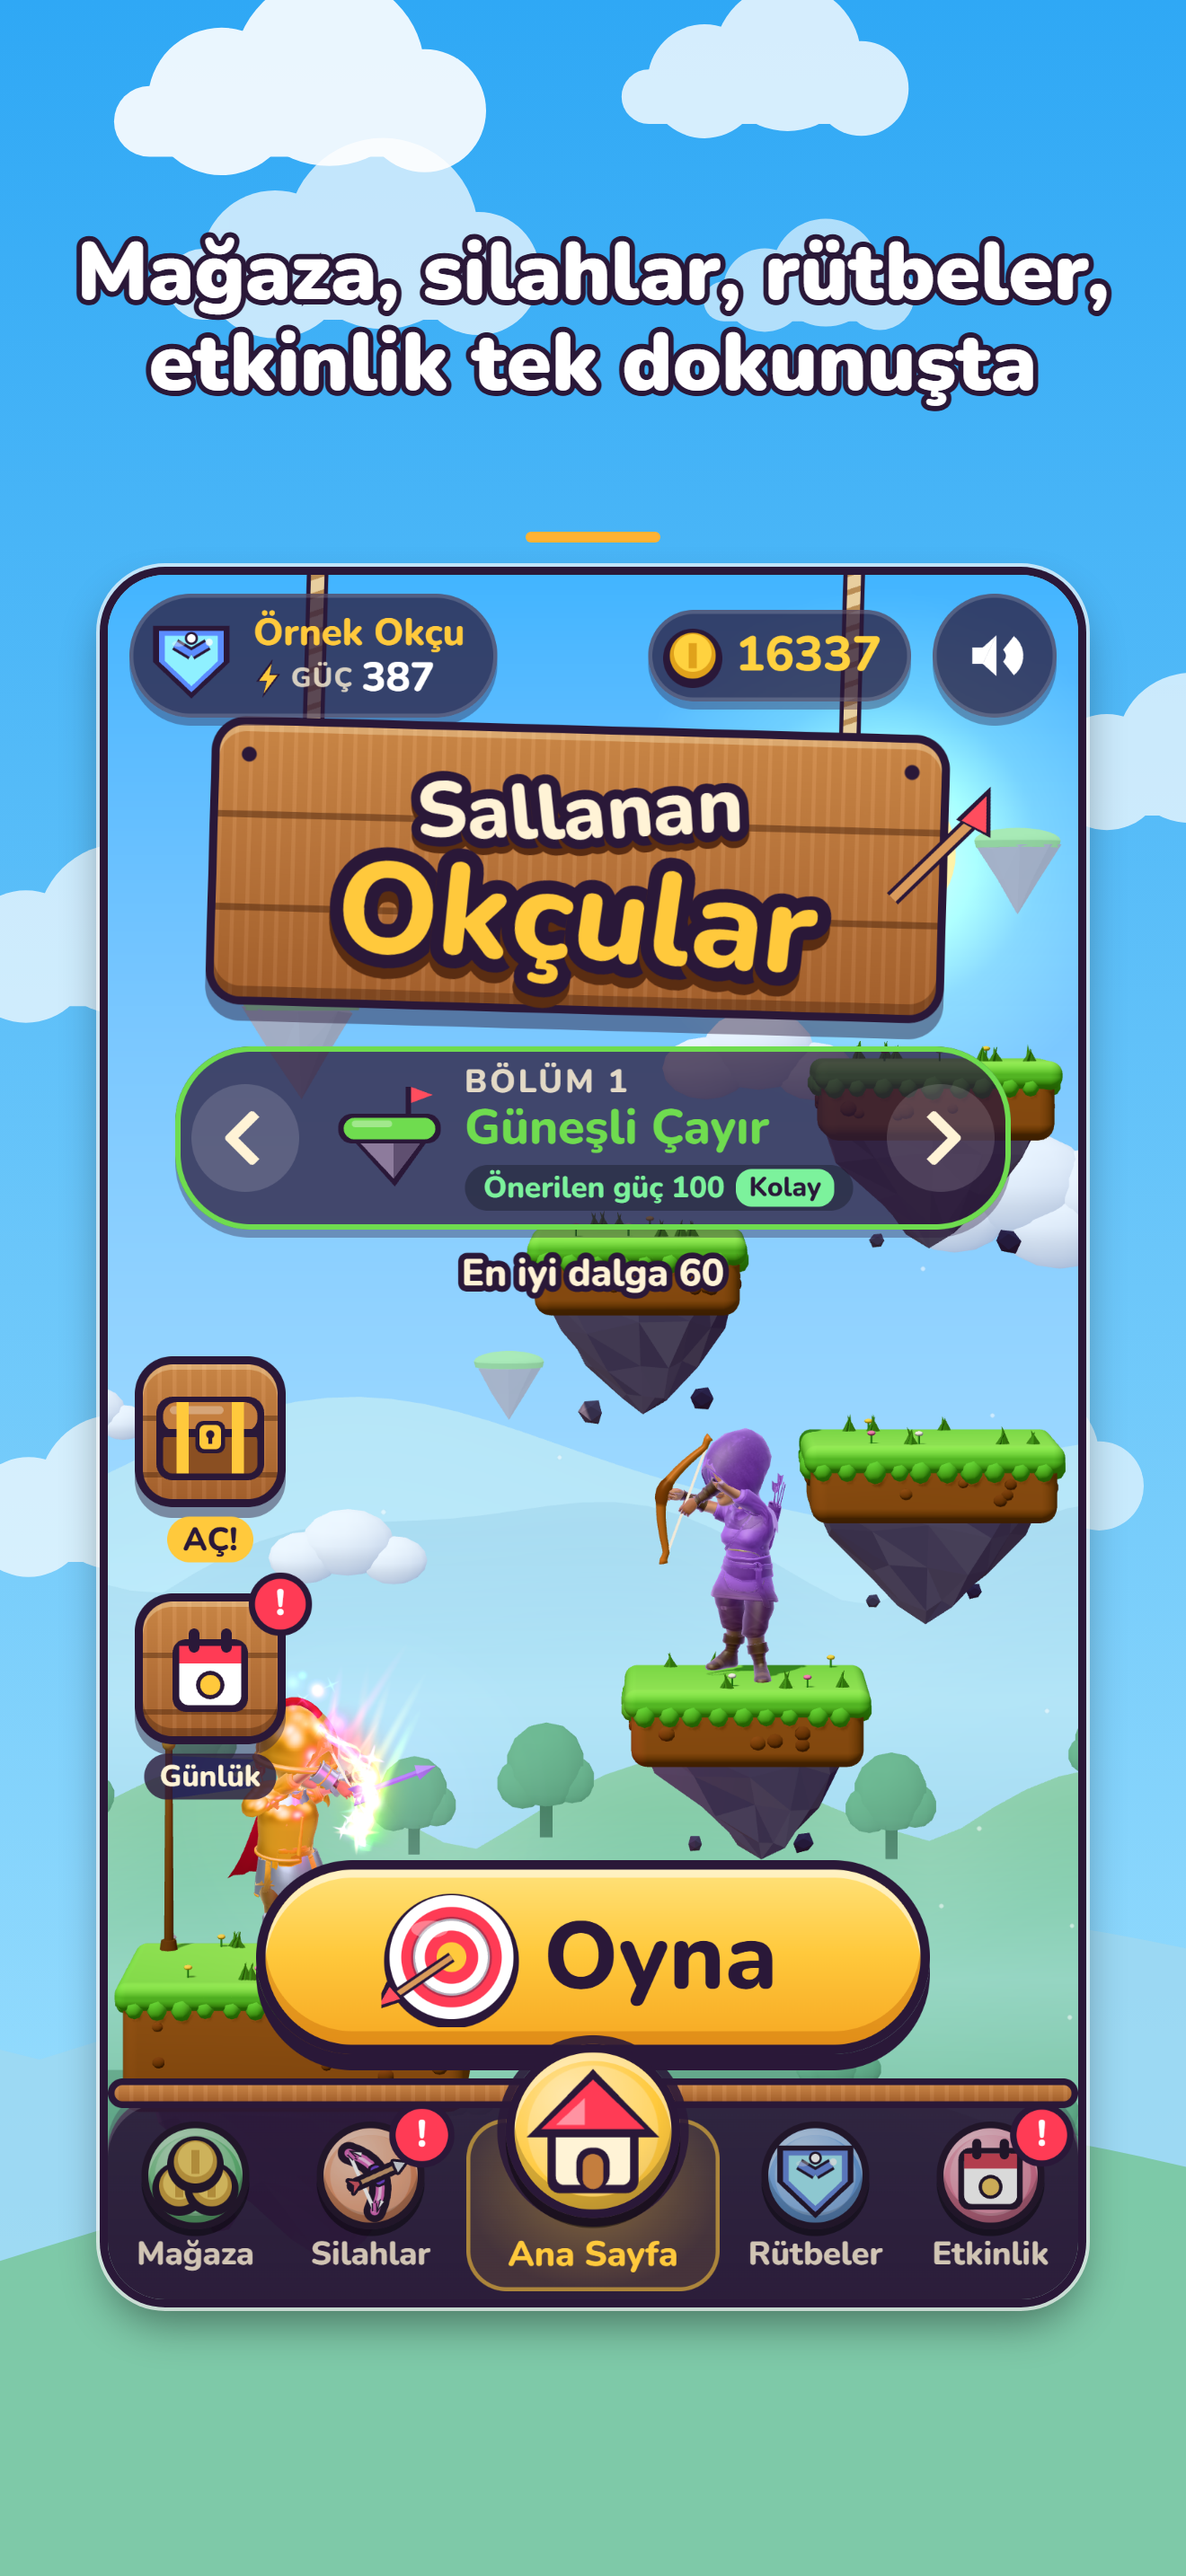 Mağaza, silahlar, rütbeler,
etkinlik tek dokunuşta
Örnek Okçu
GÜÇ 387
16337
Sallanan
Okçular
BÖLÜM 1
Güneşli Çayır
Önerilen güç 100 Kolay
En iyi dalga 60
AÇ!
!
Günlük
Oyna
!
!
Mağaza
Silahlar
Ana Sayfa
Rütbeler
Etkinlik